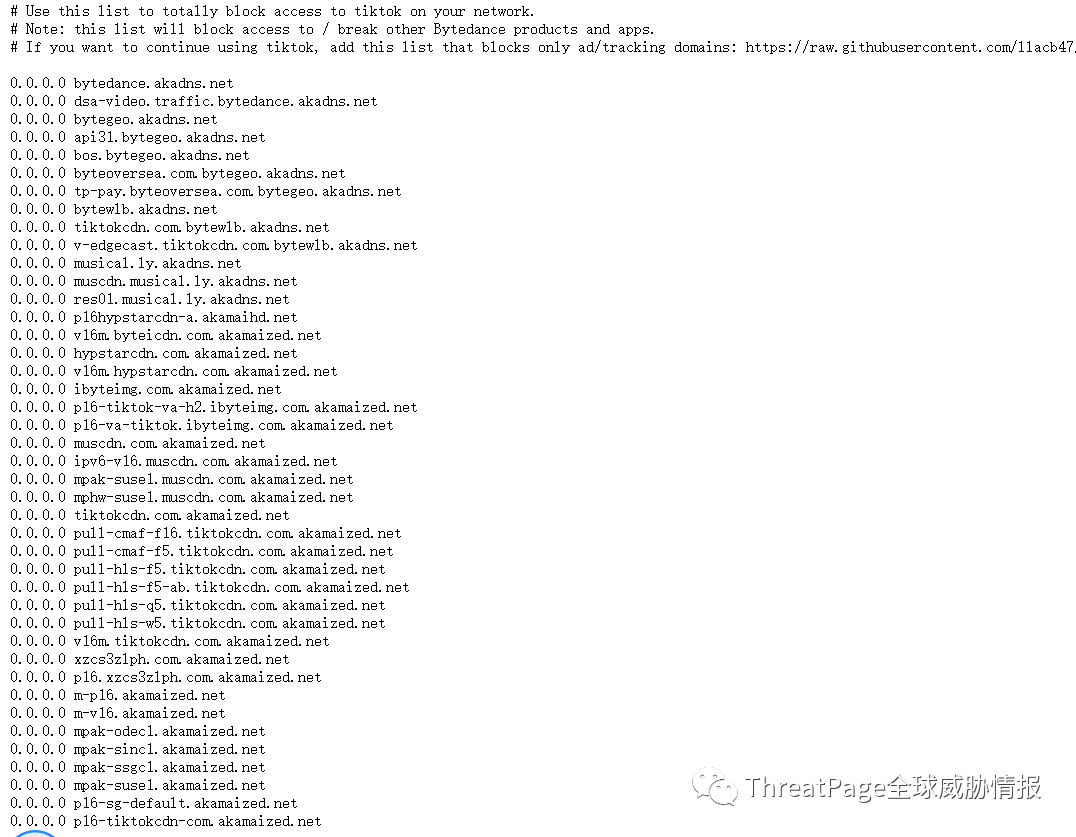 # Use this list to totally block access to tiktok on your network.
# Note: this list will block access to / break other Bytedance products and apps.
# If you want to continue using tiktok, add this list that blocks only ad/tracking domains: https://raw.githubusercontent.com/llacb47.
0.0.0.0 bytedance.akadns.net
0.0.0.0 dsa-video.traffic.bytedance.akadns.net
0.0.0.0 bytegeo.akadns.net
0.0.0.0 api31.bytegeo.akadns.net
0.0.0.0 bos.bytegeo.akadns.net
0.0.0.0 byteoversea.com.bytegeo.akadns.net
0.0.0.0 tp-pay.byteoversea.com.bytegeo.akadns.net
0.0.0.0 bytewlb.akadns.net
0.0.0.0 tiktokcdn.com.bytewlb.akadns.net
0.0.0.0 v-edgecast.tiktokcdn.com.bytewlb.akadns.net
0.0.0.0 musical.ly.akadns.net
0.0.0.0 muscdn.musical.ly.akadns.net
0.0.0.0 res01.musical.ly.akadns.net
0.0.0.0 p16hypstarcdn-a.akamaihd.net
0.0.0.0 v16m.byteicdn.com.akamaized.net
0.0.0.0 hypstarcdn.com.akamaized.net
0.0.0.0 v16m.hypstarcdn.com.akamaized.net
0.0.0.0 ibyteimg.com.akamaized.net
0.0.0.0 p16-tiktok-va-h2.ibyteimg.com.akamaized.net
0.0.0.0 p16-va-tiktok.ibyteimg.com.akamaized.net
0.0.0.0 muscdn.com.akamaized.net
0.0.0.0 ipv6-v16.muscdn.com.akamaized.net
0.0.0.0 mpak-suse1.muscdn.com.akamaized.net
0.0.0.0 mphw-suse1.muscdn.com.akamaized.net
0.0.0.0 tiktokcdn.com.akamaized.net
0.0.0.0 pull-cmaf-f16.tiktokcdn.com.akamaized.net
0.0.0.0 pull-cmaf-f5.tiktokcdn.com.akamaized.net
0.0.0.0 pull-hls-f5.tiktokcdn.com.akamaized.net
0.0.0.0 pull-hls-f5-ab.tiktokcdn.com.akamaized.net
0.0.0.0 pull-hls-q5.tiktokcdn.com.akamaized.net
0.0.0.0 pull-hls-w5.tiktokcdn.com.akamaized.net
0.0.0.0 v16m.tiktokcdn.com.akamaized.net
0.0.0.0 xzcs3zlph.com.akamaized.net
0.0.0.0 p16.xzcs3zlph.com.akamaized.net
0.0.0.0 m-p16.akamaized.net
0.0.0.0 m-v16.akamaized.net
0.0.0.0 mpak-odec1.akamaized.net
0.0.0.0 mpak-sinc1.akamaized.net
0.0.0.0 mpak-ssgc1.akamaized.net
0.0.0.0 mpak-suse1.akamaized.net
0.0.0.0 p16-sg-default.akamaized.net
0.0.0.0 p16-tiktokcdn-com.akamaized.net
ThreatPage全球威胁情报